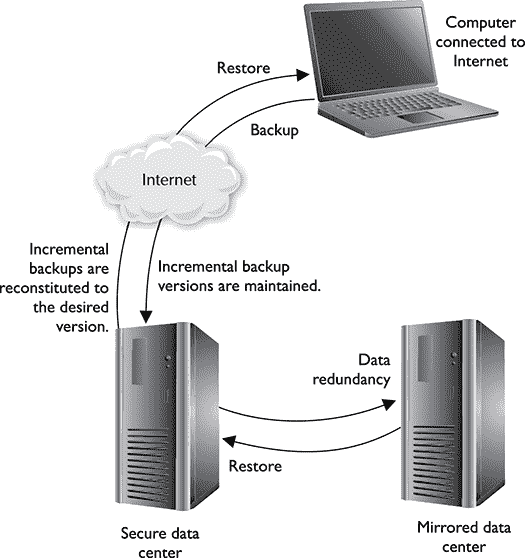 Computer
connected to
Internet
Restore
Backup
Internet
Incremental
backups are
reconstituted to
the desired
version.
Incremental backup
versions are maintained.
Data
redundancy
Restore
Secure data
center
Mirrored data
center